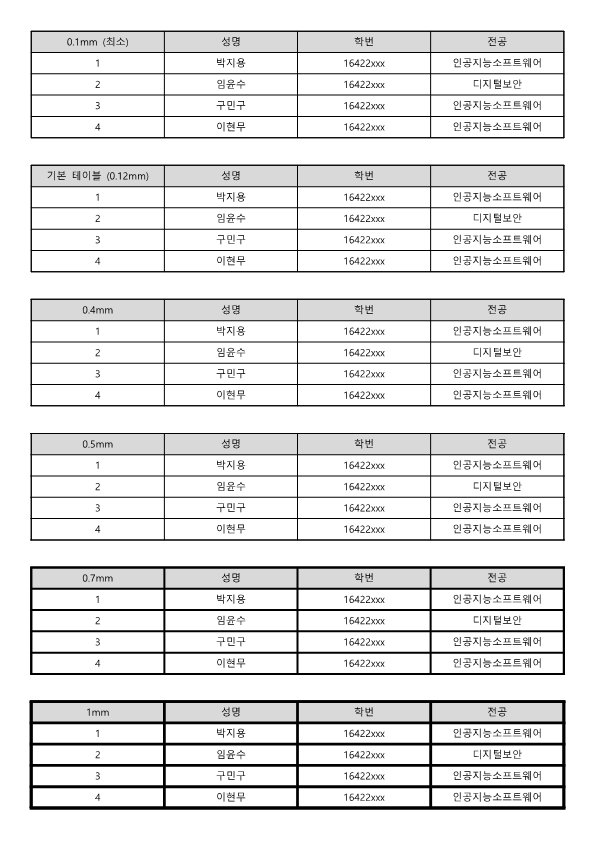 0.1mm (최소) 성명 학번 전공
1 박지용 16422xxx 인공지능소프트웨어
2 임윤수 16422xxx 디지털보안
3 구민구 16422xxx 인공지능소프트웨어
4 이현무 16422xxx 인공지능소프트웨어
기본 테이블 (0.12mm) 성명 학번 전공
1 박지용 16422xxx 인공지능소프트웨어
2 임윤수 16422xxx 디지털보안
3 구민구 16422xxx 인공지능소프트웨어
4 이현무 16422xxx 인공지능소프트웨어
0.4mm 성명 학번 전공
1 박지용 16422xxx 인공지능소프트웨어
2 임윤수 16422xxx 디지털보안
3 구민구 16422xxx 인공지능소프트웨어
4 이현무 16422xxx 인공지능소프트웨어
0.5mm 성명 학번 전공
1 박지용 16422xxx 인공지능소프트웨어
2 임윤수 16422xxx 디지털보안
3 구민구 16422xxx 인공지능소프트웨어
4 이현무 16422xxx 인공지능소프트웨어
0.7mm 성명 학번 전공
1 박지용 16422xxx 인공지능소프트웨어
2 임윤수 16422xxx 디지털보안
3 구민구 16422xxx 인공지능소프트웨어
4 이현무 16422xxx 인공지능소프트웨어
1mm 성명 학번 전공
1 박지용 16422xxx 인공지능소프트웨어
2 임윤수 16422xxx 디지털보안
3 구민구 16422xxx 인공지능소프트웨어
4 이현무 16422xxx 인공지능소프트웨어